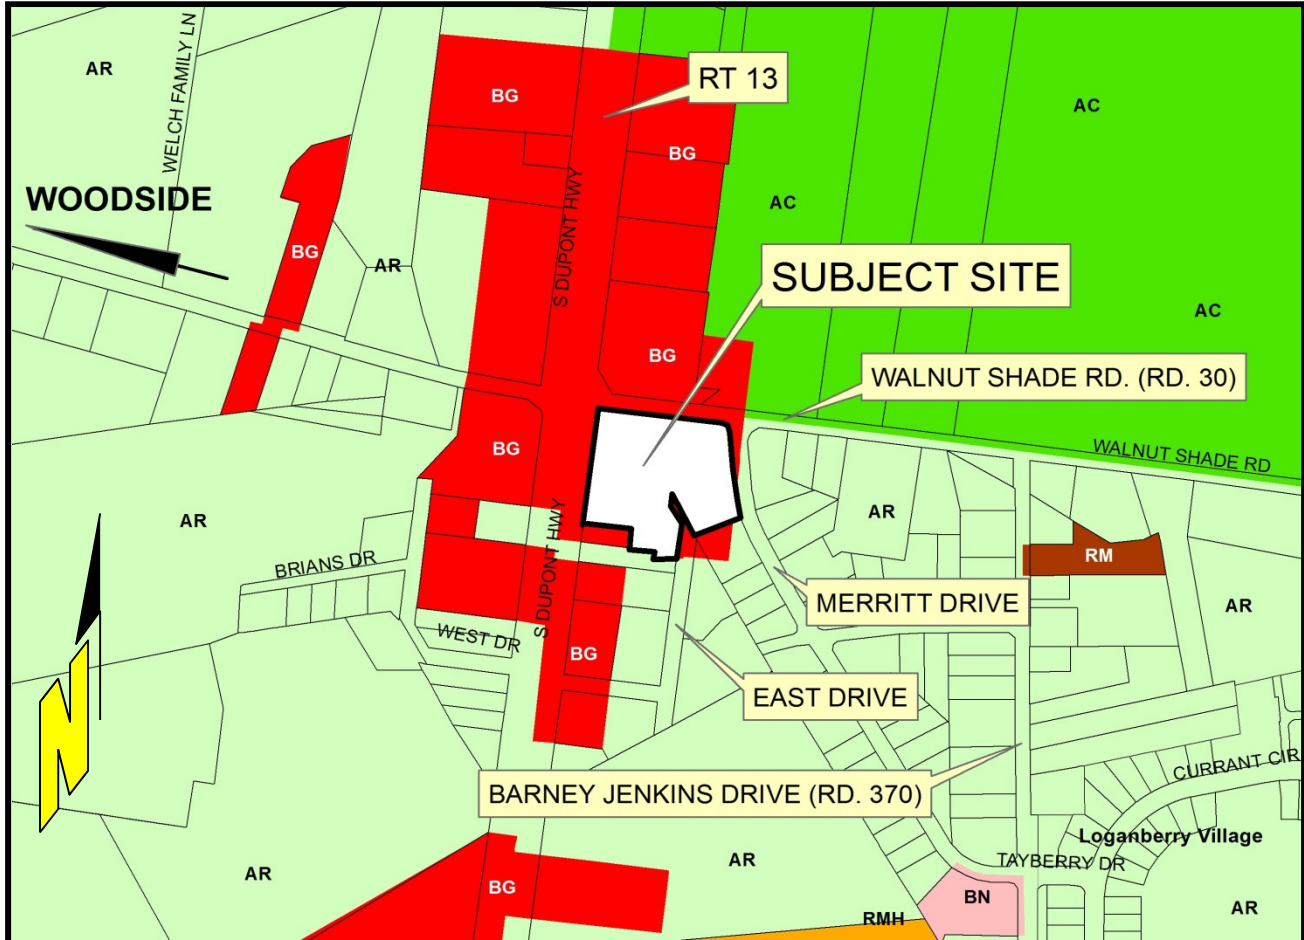 AR
WELCH FAMILY LN
BG
RT 13
AC
BG
WOODSIDE
S DUPONT HWY
AC
BG
AR
SUBJECT SITE
AC
BG
WALNUT SHADE RD. (RD. 30)
BG
WALNUT SHADE RD
AR
AR
S DUPONT HWY
RM
BRIANS DR
MERRITT DRIVE
AR
WEST DR
BG
EAST DRIVE
N
CURRANT CIR
BARNEY JENKINS DRIVE (RD. 370)
Loganberry Village
AR
AR
TAYBERRY DR
BG
BN
AR
RMH